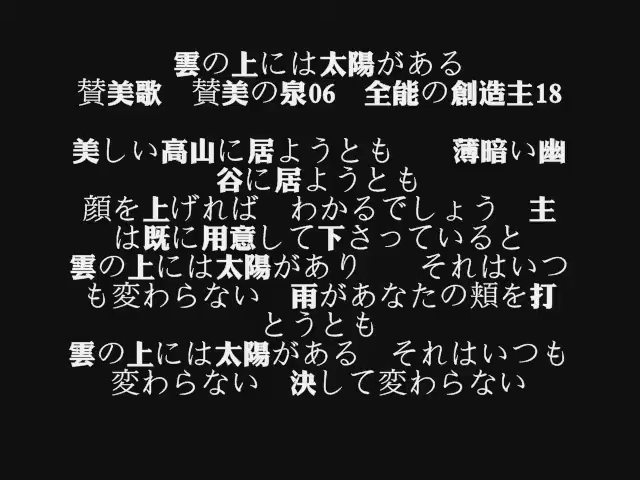 雲の上には太陽がある
賛美歌　賛美の泉06　全能の創造主18
美しい高山に居ようとも　　薄暗い幽
谷に居ようとも
顔を上げれば　わかるでしょう　主
は既に用意して下さっていると
雲の上には太陽があり　　それはいつ
も変わらない　雨があなたの頬を打
とうとも
雲の上には太陽がある　それはいつも
変わらない　決して変わらない